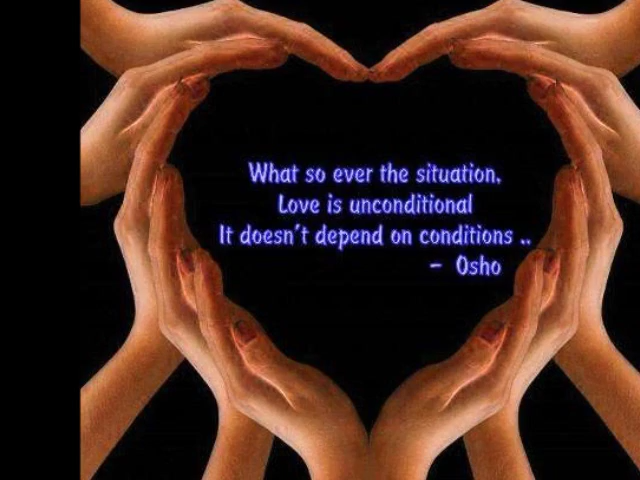 What so ever the situation,
Love is unconditional
It doesn't depend on conditions ..
- Osho